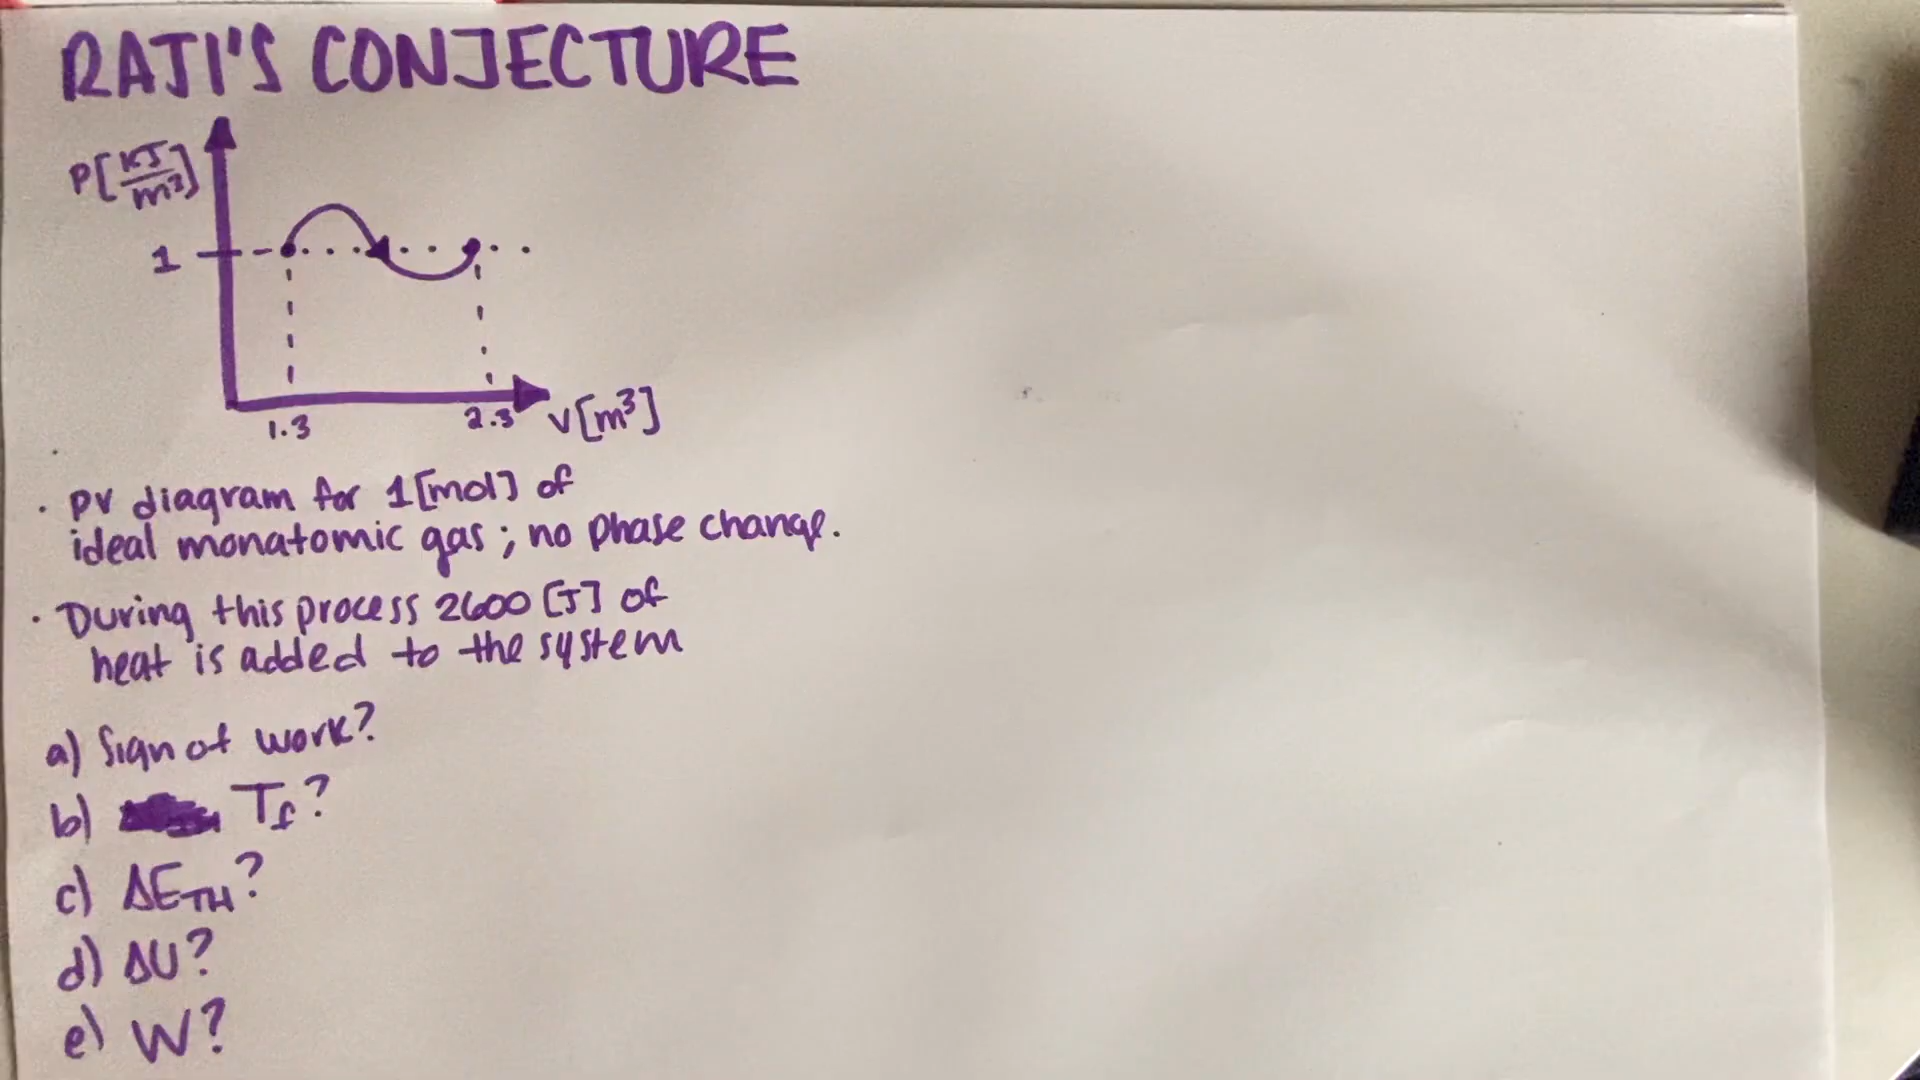 RAJI'S CONJECTURE
P[KJ/m³]
1
1.3
2.3
V[m³]
· PV diagram for 1[mol] of
ideal monatomic gas; no phase change.
· During this process 2600 [J] of
heat is added to the system
a) Sign of work?
b) Tf?
c) ΔETH?
d) ΔU?
e) W?